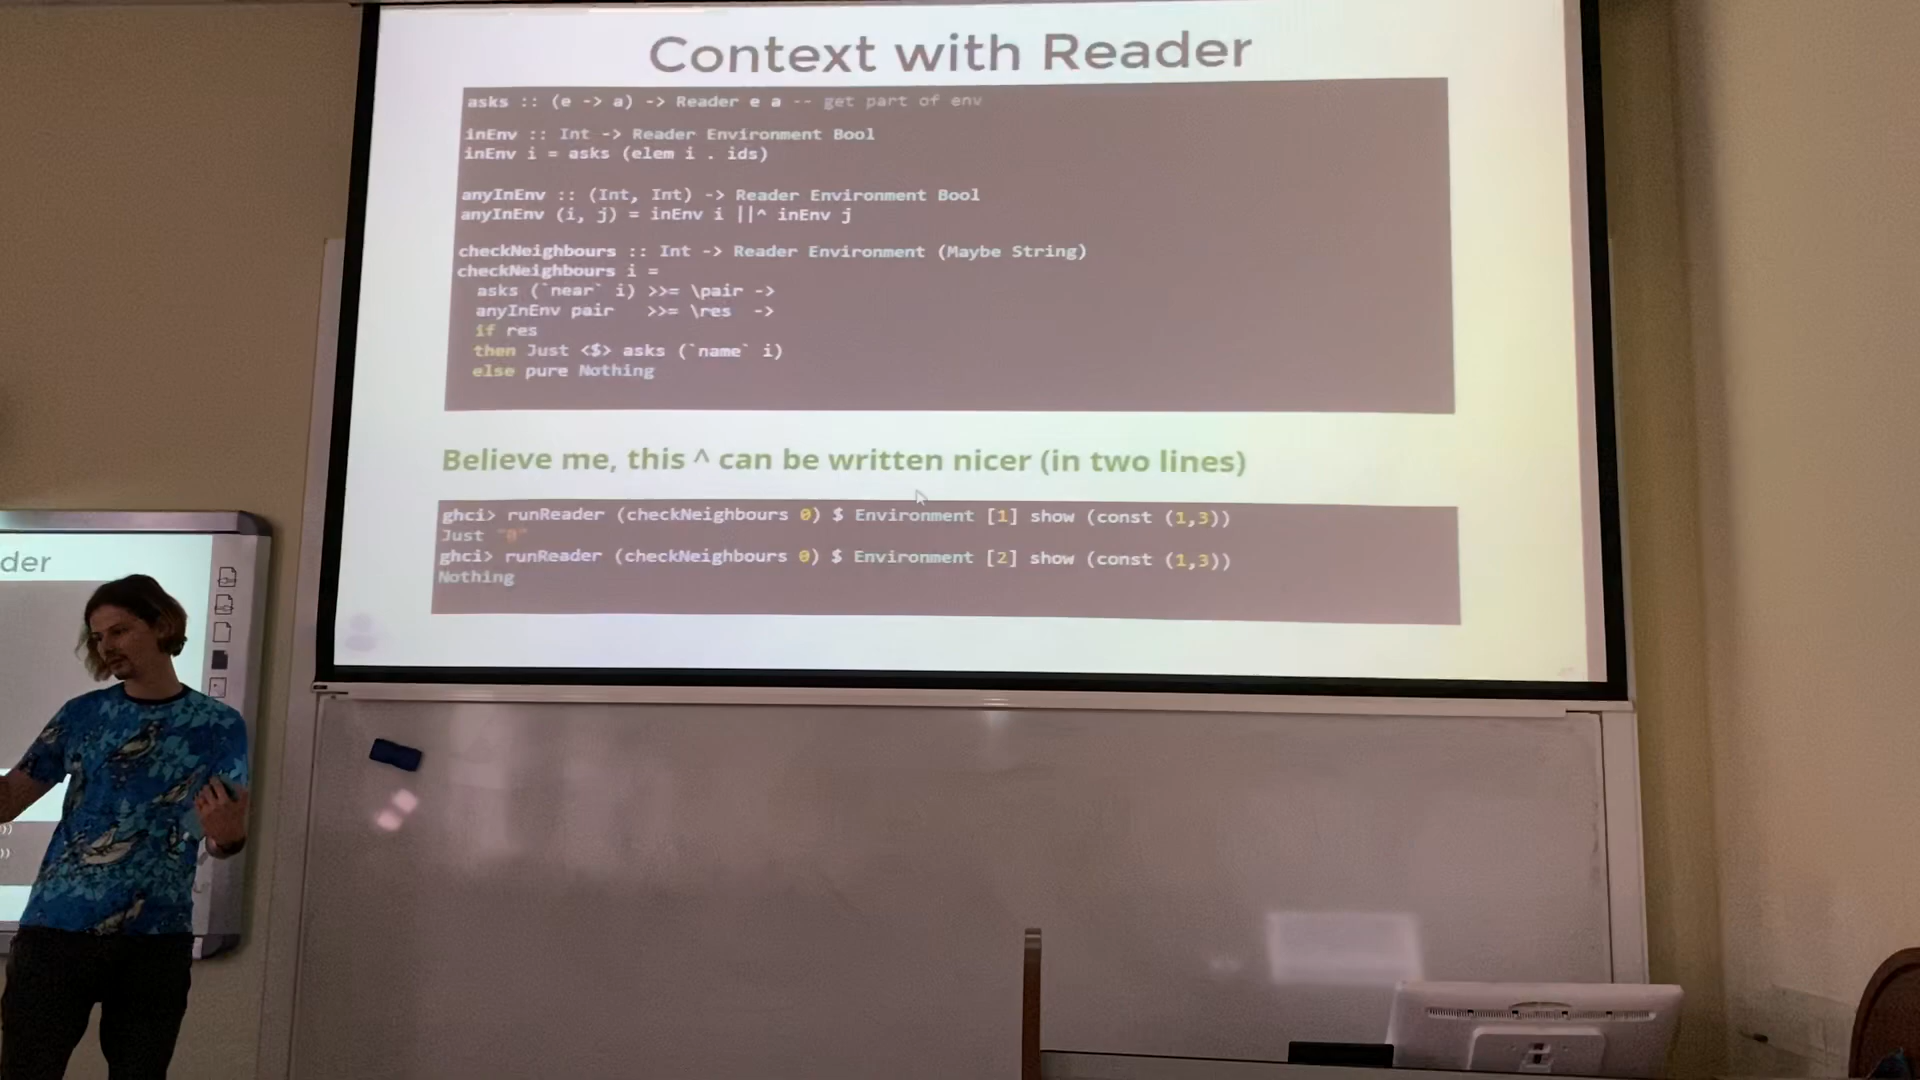 Context with Reader
asks :: (e -> a) -> Reader e a -- get part of env
inEnv :: Int -> Reader Environment Bool
inEnv i = asks (elem i . ids)
anyInEnv :: (Int, Int) -> Reader Environment Bool
anyInEnv (i, j) = inEnv i ||^ inEnv j
checkNeighbours :: Int -> Reader Environment (Maybe String)
checkNeighbours i =
asks (`near` i) >>= \pair ->
anyInEnv pair >>= \res ->
if res
then Just <$> asks (`name` i)
else pure Nothing
Believe me, this ^ can be written nicer (in two lines)
ghci> runReader (checkNeighbours 0) $ Environment [1] show (const (1,3))
Just "0"
ghci> runReader (checkNeighbours 0) $ Environment [2] show (const (1,3))
Nothing
der
))
))